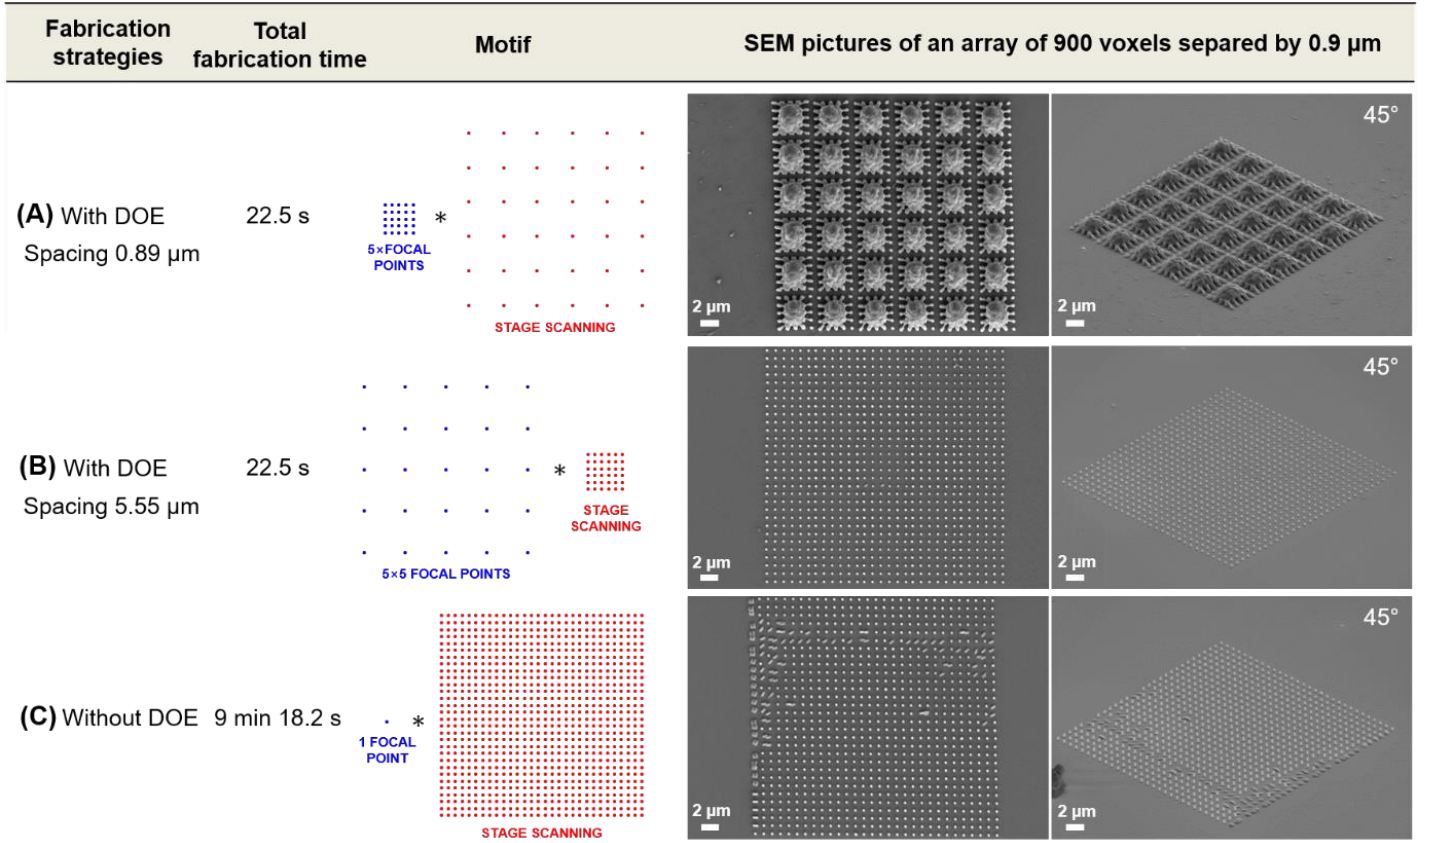 Fabrication strategies
Total fabrication time
Motif
SEM pictures of an array of 900 voxels separed by 0.9 µm
(A) With DOE
Spacing 0.89 µm
22.5 s
5×FOCAL
POINTS
*
STAGE SCANNING
2 µm
45°
2 µm
(B) With DOE
Spacing 5.55 µm
22.5 s
5×5 FOCAL POINTS
*
STAGE
SCANNING
2 µm
45°
2 µm
(C) Without DOE
9 min 18.2 s
1 FOCAL
POINT
*
STAGE SCANNING
2 µm
45°
2 µm